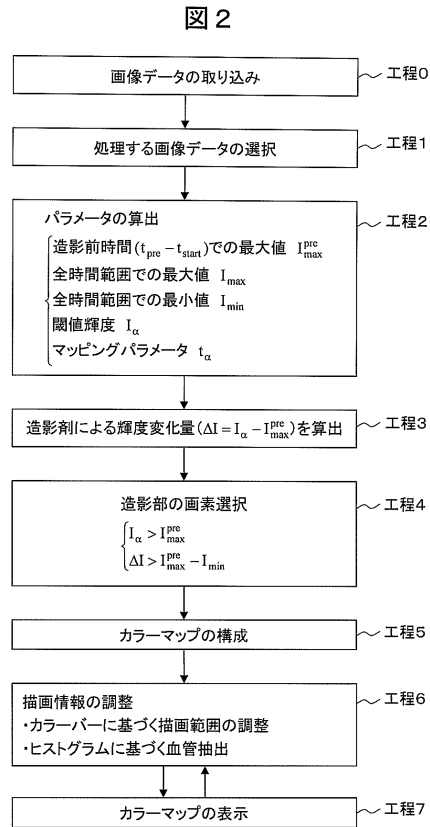 図２
画像データの取り込み
工程0
処理する画像データの選択
工程1
パラメータの算出
工程2
造影前時間(t_pre − t_start)での最大値 I_max^pre
全時間範囲での最大値 I_max
全時間範囲での最小値 I_min
閾値輝度 I_α
マッピングパラメータ t_α
造影剤による輝度変化量(ΔI = I_α − I_max^pre)を算出
工程3
造影部の画素選択
工程4
I_α > I_max^pre
ΔI > I_max^pre − I_min
カラーマップの構成
工程5
描画情報の調整
工程6
・カラーバーに基づく描画範囲の調整
・ヒストグラムに基づく血管抽出
カラーマップの表示
工程7